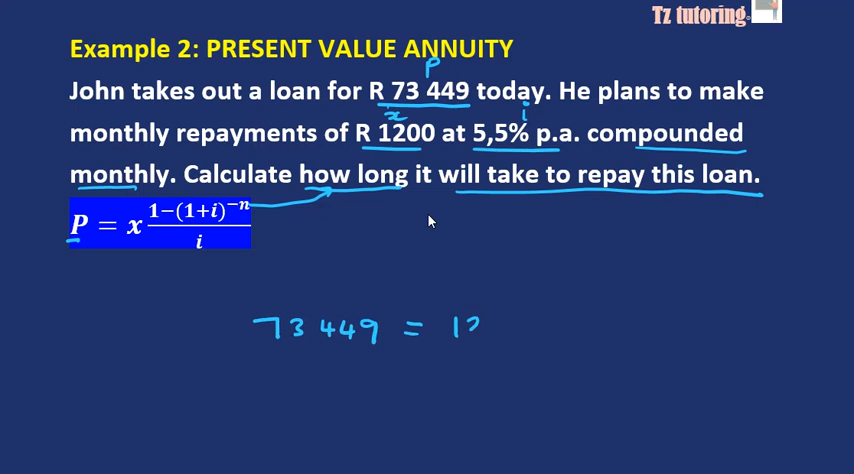 Tz tutoring
Example 2: PRESENT VALUE ANNUITY
P
John takes out a loan for R 73 449 today. He plans to make
x i
monthly repayments of R 1200 at 5,5% p.a. compounded
monthly. Calculate how long it will take to repay this loan.
P = x 1−(1+i)⁻ⁿ / i
73 449 = 12